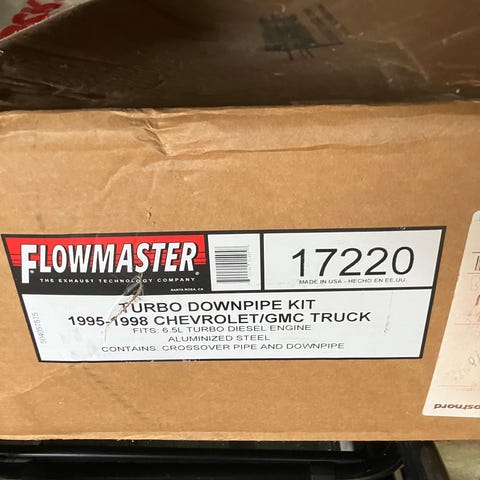 FLOWMASTER
THE EXHAUST TECHNOLOGY COMPANY
SANTA ROSA, CA
17220
MADE IN USA - HECHO EN EE.UU.
TURBO DOWNPIPE KIT
1995-1998 CHEVROLET/GMC TRUCK
FITS: 6.5L TURBO DIESEL ENGINE
ALUMINIZED STEEL
CONTAINS: CROSSOVER PIPE AND DOWNPIPE